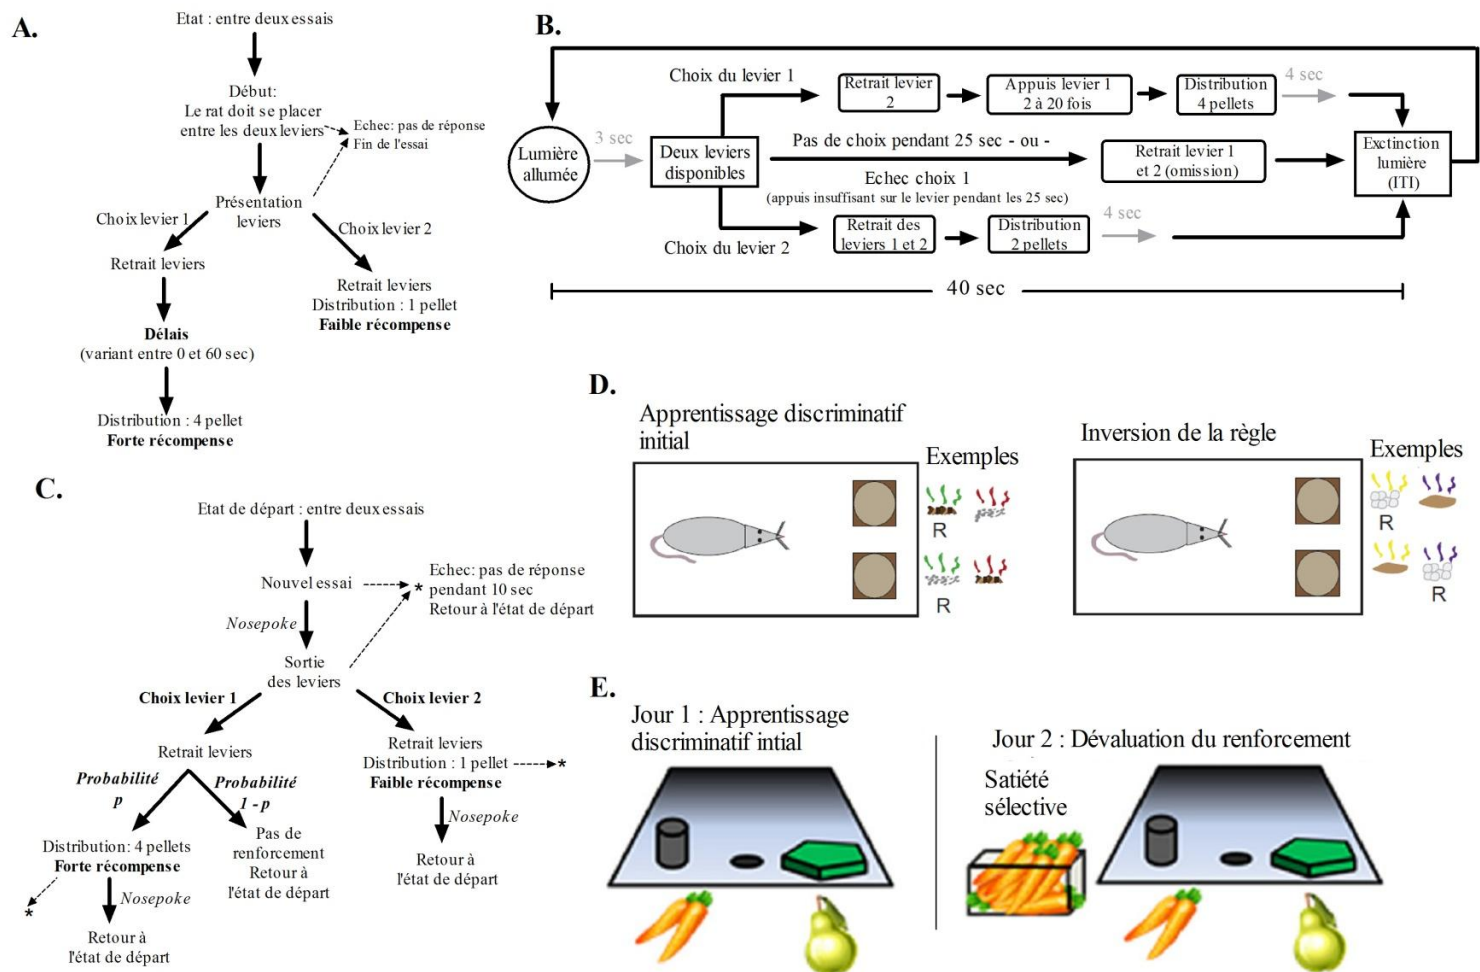 A.
Etat : entre deux essais
Début:
Le rat doit se placer
entre les deux leviers
Echec: pas de réponse
Fin de l'essai
Présentation
leviers
Choix levier 1
Choix levier 2
Retrait leviers
Retrait leviers
Distribution : 1 pellet
Faible récompense
Délais
(variant entre 0 et 60 sec)
Distribution : 4 pellet
Forte récompense
B.
Lumière
allumée
3 sec
Deux leviers
disponibles
Choix du levier 1
Retrait levier
2
Appuis levier 1
2 à 20 fois
Distribution
4 pellets
4 sec
Pas de choix pendant 25 sec - ou -
Echec choix 1
(appuis insuffisant sur le levier pendant les 25 sec)
Retrait levier 1
et 2 (omission)
Exctinction
lumière
(ITI)
Choix du levier 2
Retrait des
leviers 1 et 2
Distribution
2 pellets
4 sec
40 sec
C.
Etat de départ : entre deux essais
Nouvel essai
*
Echec: pas de réponse
pendant 10 sec
Retour à l'état de départ
Nosepoke
Sortie
des leviers
Choix levier 1
Choix levier 2
Retrait leviers
Retrait leviers
Distribution : 1 pellet
*
Faible récompense
Probabilité
p
Probabilité
1 - p
Nosepoke
Distribution: 4 pellets
Forte récompense
Pas de
renforcement
Retour à
l'état de départ
Retour à
l'état de départ
*
Nosepoke
Retour à
l'état de départ
D.
Apprentissage discriminatif
initial
Exemples
R
R
Inversion de la règle
Exemples
R
R
E.
Jour 1 : Apprentissage
discriminatif intial
Jour 2 : Dévaluation du renforcement
Satiété
sélective